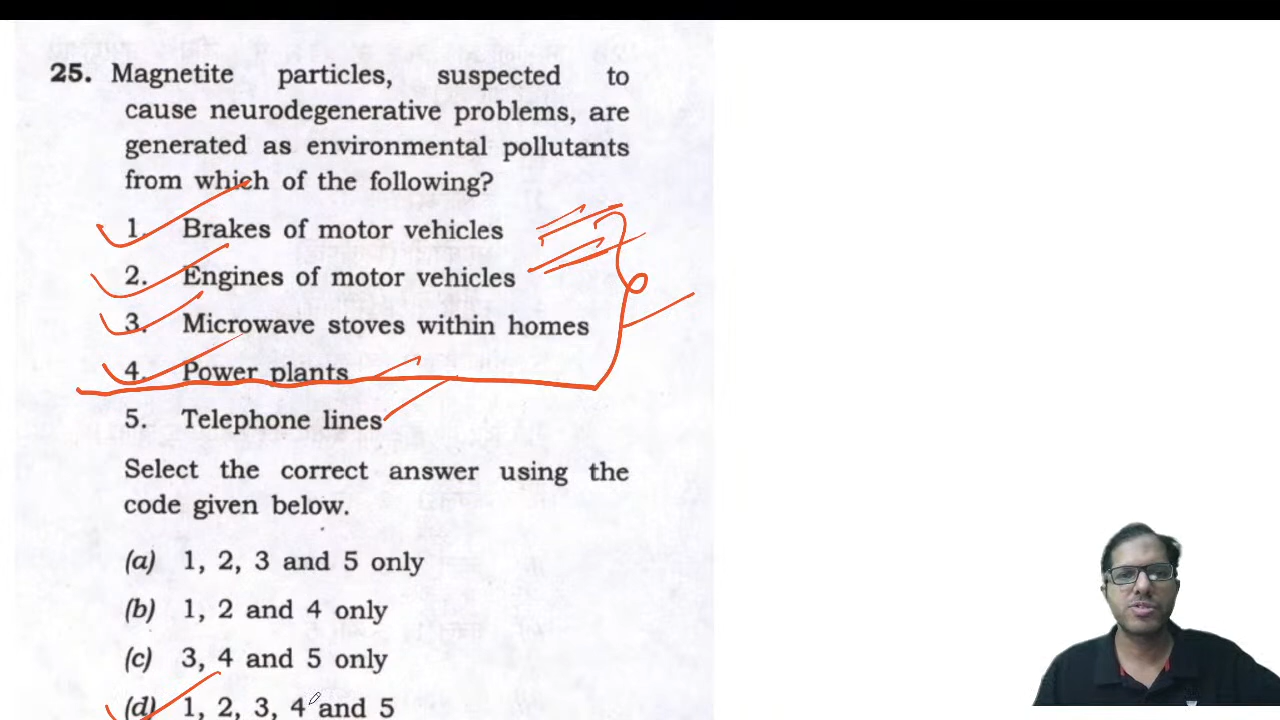 25. Magnetite particles, suspected to
cause neurodegenerative problems, are
generated as environmental pollutants
from which of the following?
1. Brakes of motor vehicles
2. Engines of motor vehicles
3. Microwave stoves within homes
4. Power plants
5. Telephone lines
Select the correct answer using the
code given below.
(a) 1, 2, 3 and 5 only
(b) 1, 2 and 4 only
(c) 3, 4 and 5 only
(d) 1, 2, 3, 4 and 5